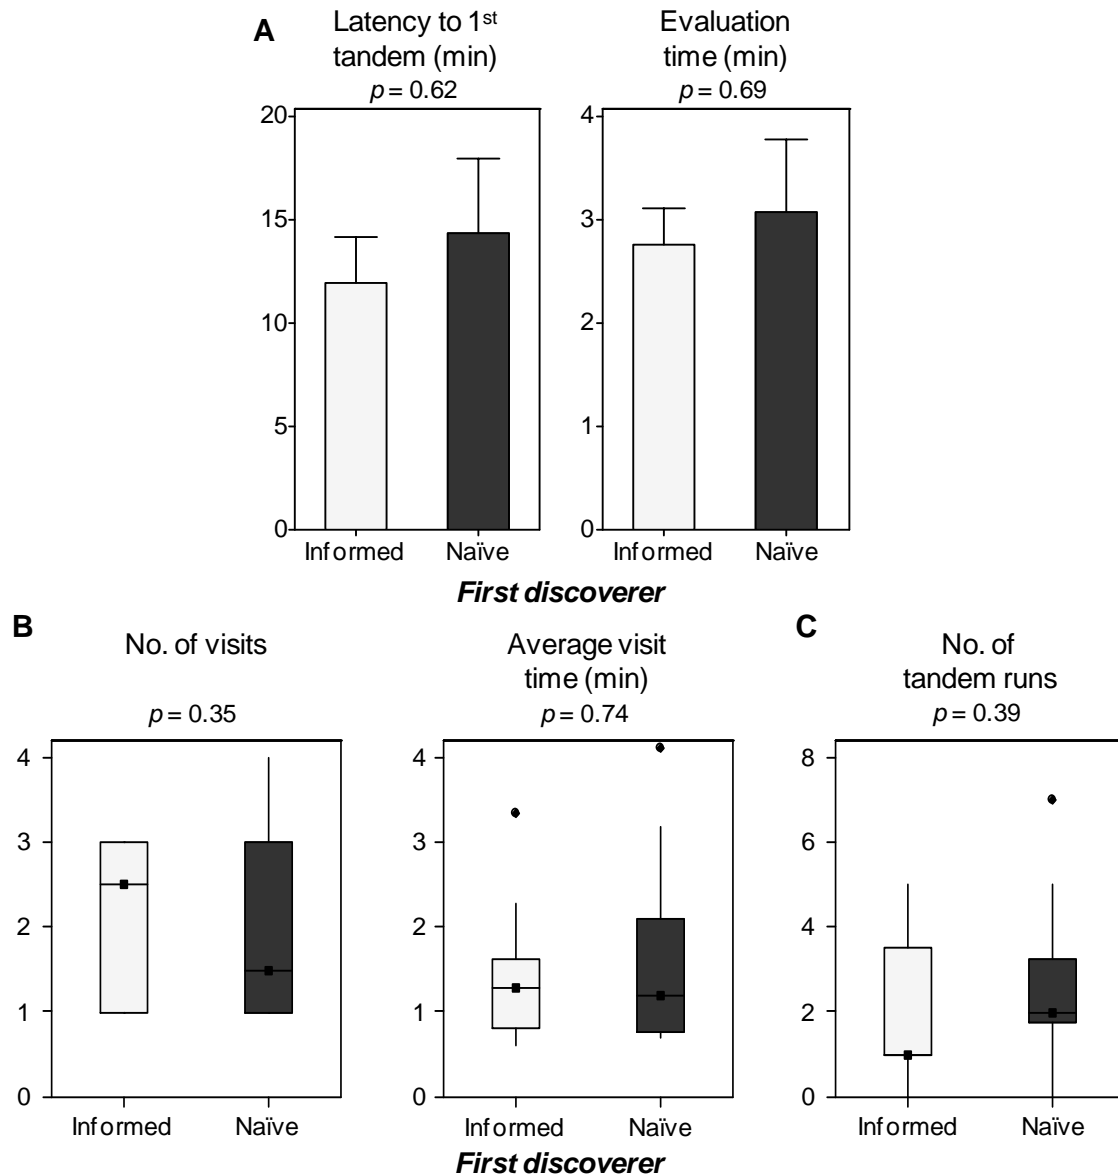 A
Latency to 1st
tandem (min)
p = 0.62
Evaluation
time (min)
p = 0.69
20
15
10
5
0
4
3
2
1
0
Informed
Naïve
Informed
Naïve
First discoverer
B
No. of visits
p = 0.35
Average visit
time (min)
p = 0.74
C
No. of
tandem runs
p = 0.39
4
3
2
1
0
4
3
2
1
0
8
6
4
2
0
Informed
Naïve
Informed
Naïve
Informed
Naïve
First discoverer